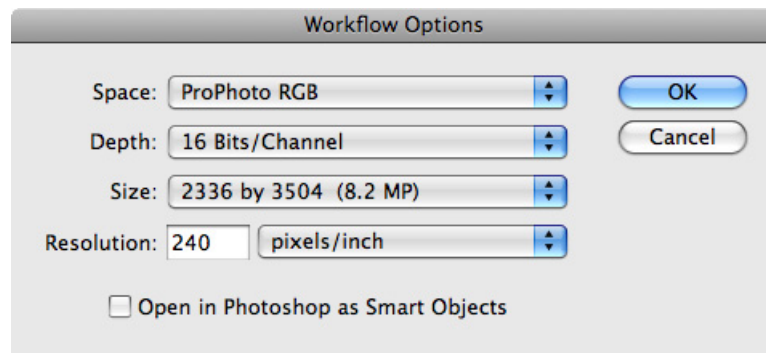 Workflow Options
Space: ProPhoto RGB
OK
Depth: 16 Bits/Channel
Cancel
Size: 2336 by 3504 (8.2 MP)
Resolution: 240 pixels/inch
Open in Photoshop as Smart Objects